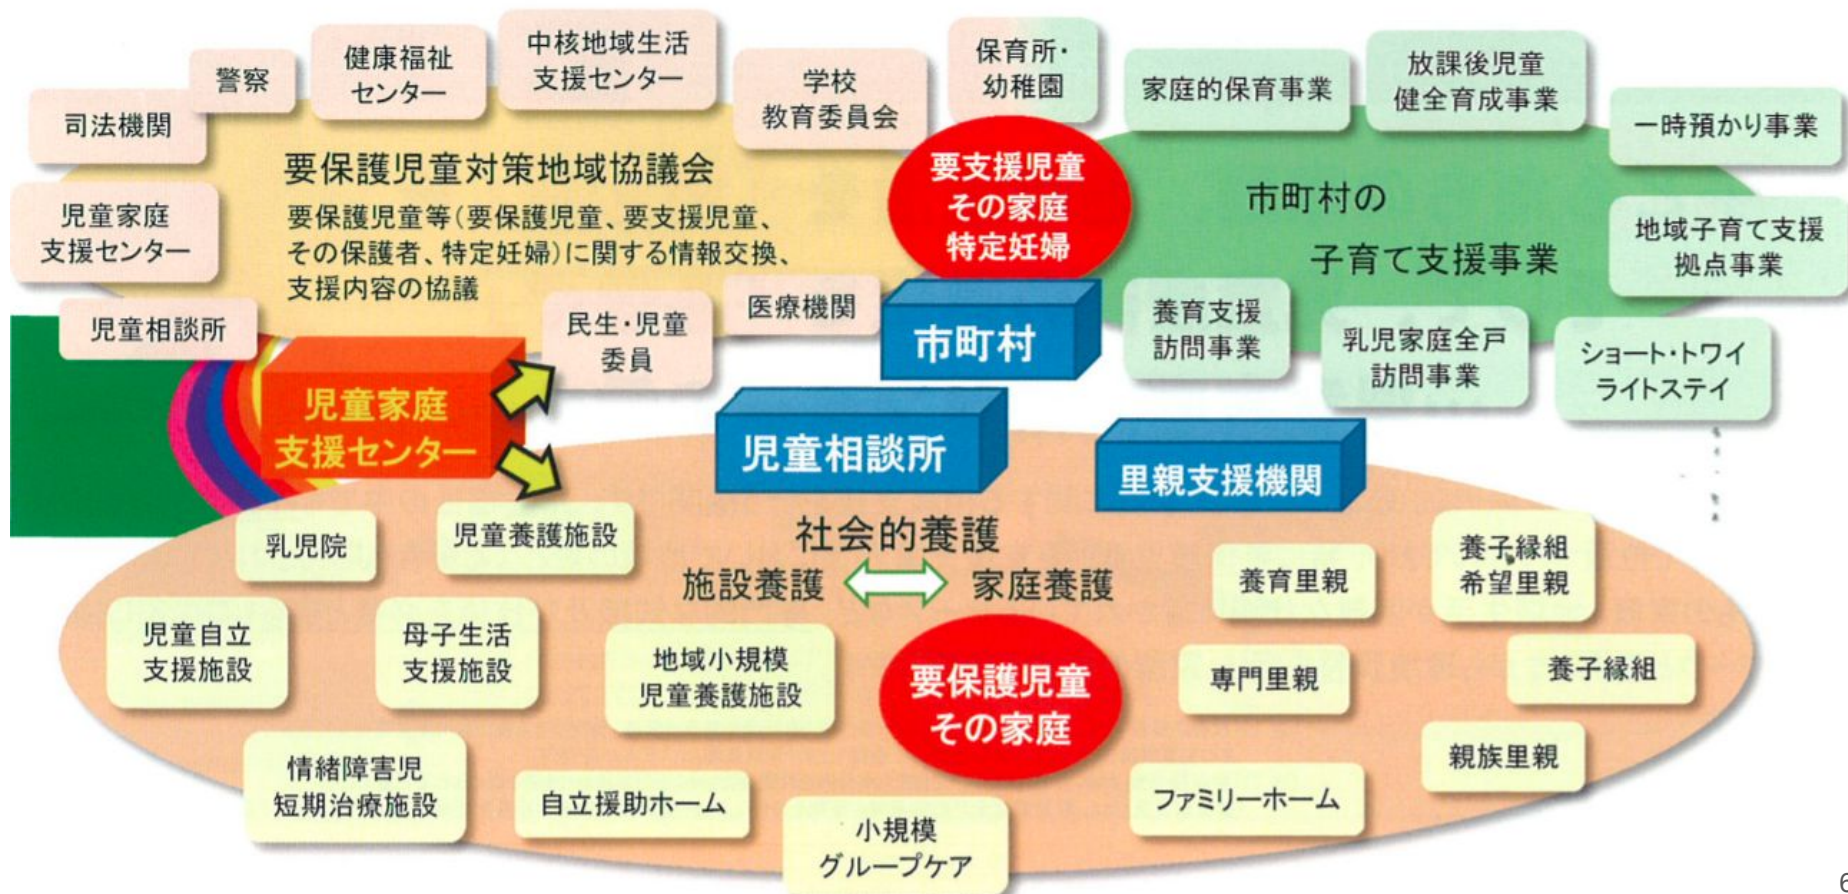 中核地域生活
支援センター
保育所・
幼稚園
放課後児童
健全育成事業
健康福祉
センター
警察
学校
教育委員会
家庭的保育事業
司法機関
一時預かり事業
要保護児童対策地域協議会
要支援児童
その家庭
特定妊婦
市町村の
子育て支援事業
児童家庭
支援センター
要保護児童等(要保護児童、要支援児童、
その保護者、特定妊婦)に関する情報交換、
支援内容の協議
地域子育て支援
拠点事業
児童相談所
民生・児童
委員
医療機関
市町村
養育支援
訪問事業
乳児家庭全戸
訪問事業
ショート・トワイ
ライトステイ
児童家庭
支援センター
児童相談所
里親支援機関
乳児院
児童養護施設
社会的養護
施設養護
家庭養護
養育里親
養子縁組
希望里親
児童自立
支援施設
母子生活
支援施設
地域小規模
児童養護施設
要保護児童
その家庭
専門里親
養子縁組
情緒障害児
短期治療施設
自立援助ホーム
小規模
グループケア
ファミリーホーム
親族里親